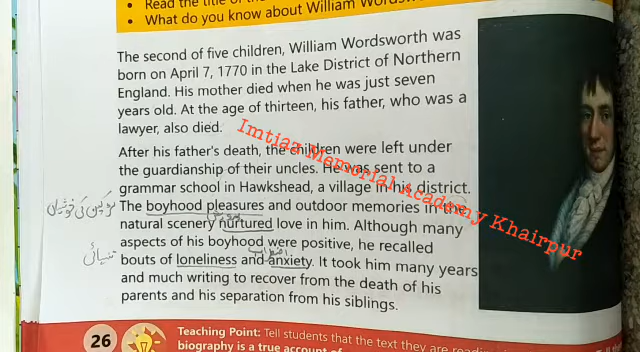 • Read the title of the
• What do you know about William Wordsw
The second of five children, William Wordsworth was
born on April 7, 1770 in the Lake District of Northern
England. His mother died when he was just seven
years old. At the age of thirteen, his father, who was a
lawyer, also died.
Imtiaz Memorial Academy Khairpur
After his father's death, the children were left under
the guardianship of their uncles. He was sent to a
grammar school in Hawkshead, a village in his district.
The boyhood pleasures and outdoor memories in the
natural scenery nurtured love in him. Although many
aspects of his boyhood were positive, he recalled
تنہائی
bouts of loneliness and anxiety. It took him many years
and much writing to recover from the death of his
parents and his separation from his siblings.
26
Teaching Point: Tell students that the text they are
biography is a true account of